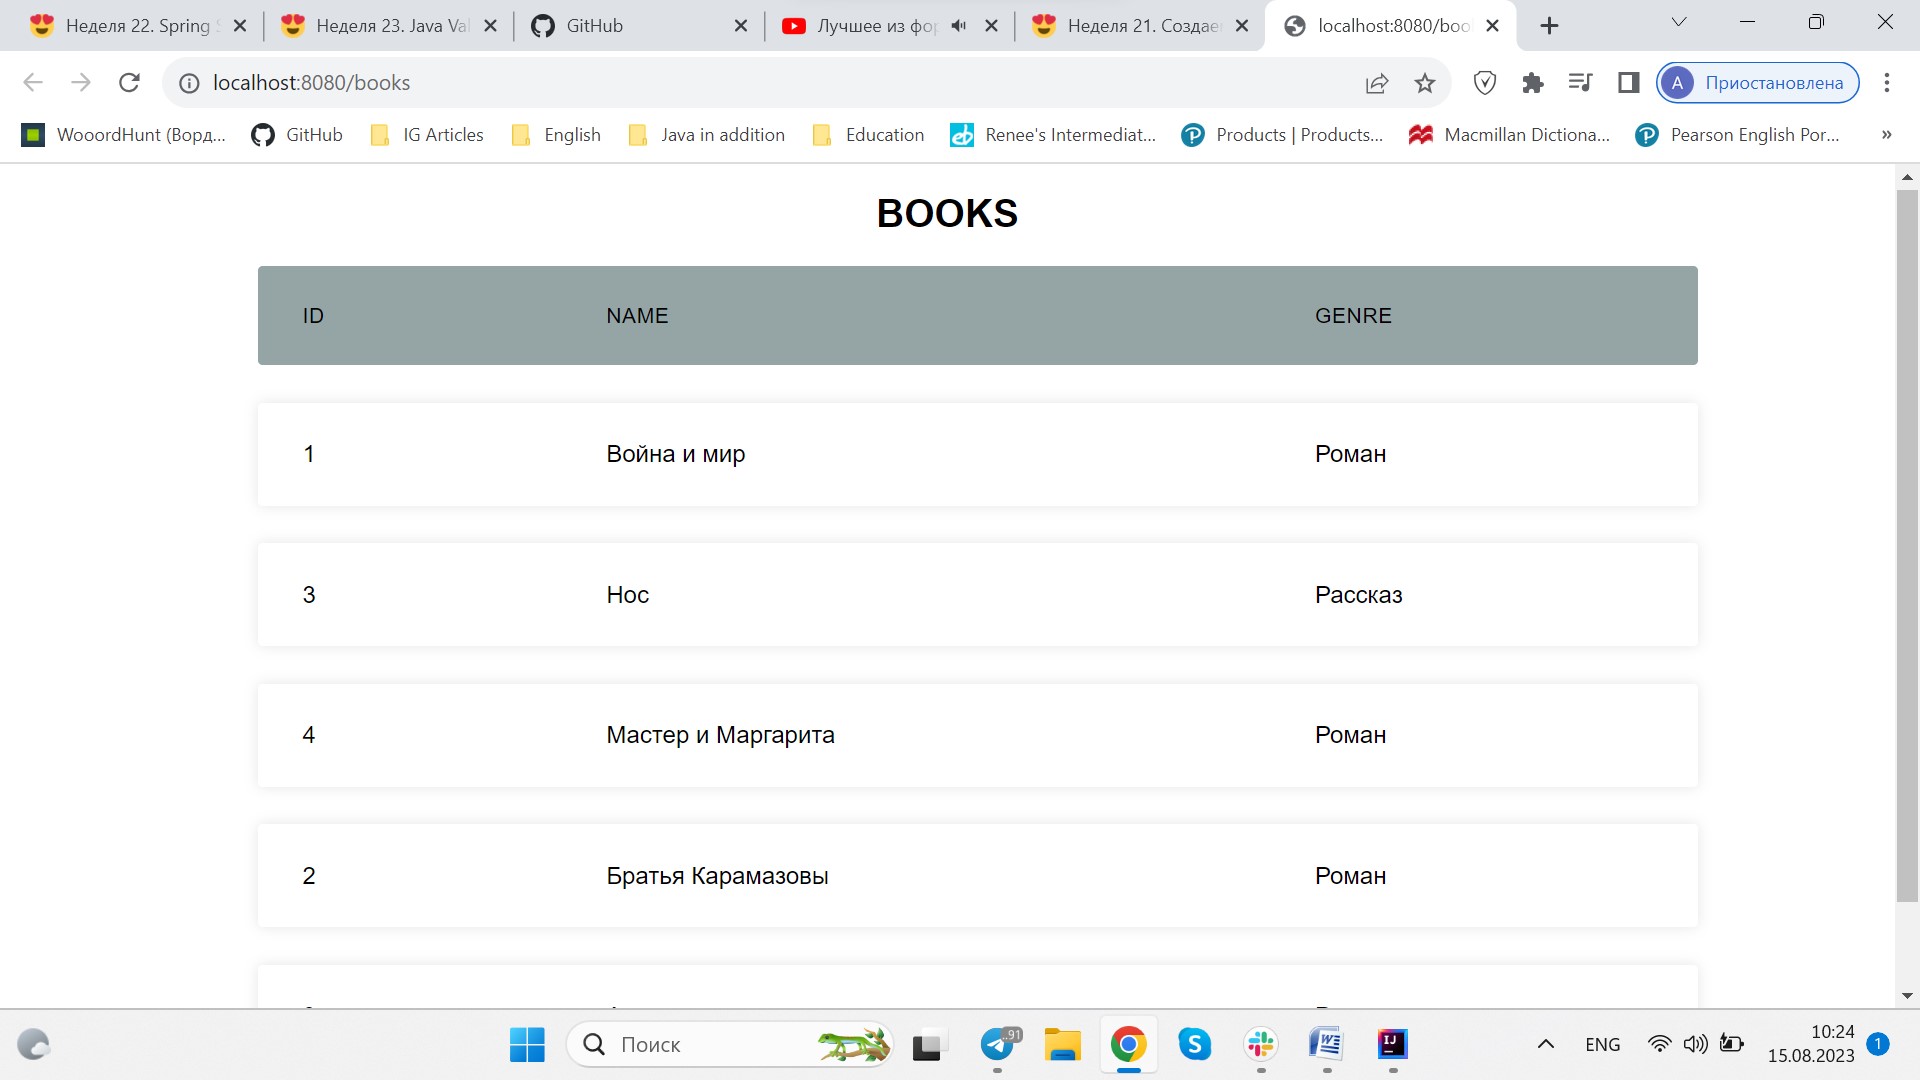 Неделя 22. Spring
Неделя 23. Java Val
GitHub
Лучшее из фор
Неделя 21. Создае
localhost:8080/boo
localhost:8080/books
А Приостановлена
WooordHunt (Ворд...
GitHub
IG Articles
English
Java in addition
Education
Renee's Intermediat...
Products | Products...
Macmillan Dictiona...
Pearson English Por...
»
BOOKS
ID NAME GENRE
1 Война и мир Роман
3 Нос Рассказ
4 Мастер и Маргарита Роман
2 Братья Карамазовы Роман
Поиск
..91
ENG
10:24
15.08.2023
1